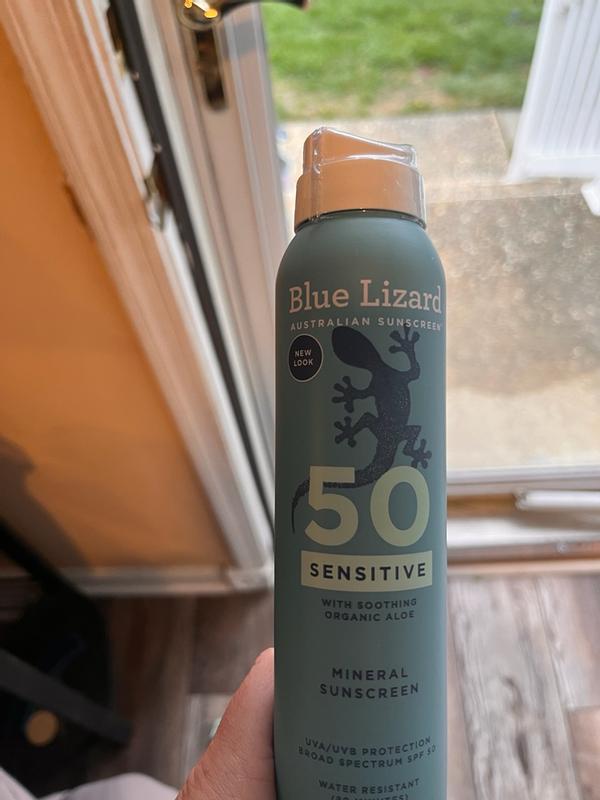 Blue Lizard
AUSTRALIAN SUNSCREEN
NEW
LOOK
50
SENSITIVE
WITH SOOTHING
ORGANIC ALOE
MINERAL
SUNSCREEN
UVA/UVB PROTECTION
BROAD SPECTRUM SPF 50
WATER RESISTANT
MINUTES)